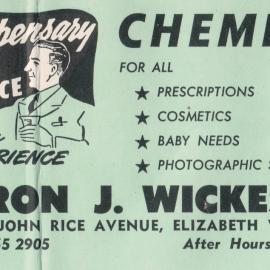 pensary
CHEM
CE
FOR ALL
★ PRESCRIPTIONS
★ COSMETICS
★ BABY NEEDS
★ PHOTOGRAPHIC S
RIENCE
RON J. WICKE
JOHN RICE AVENUE, ELIZABETH V
55 2905 After Hours